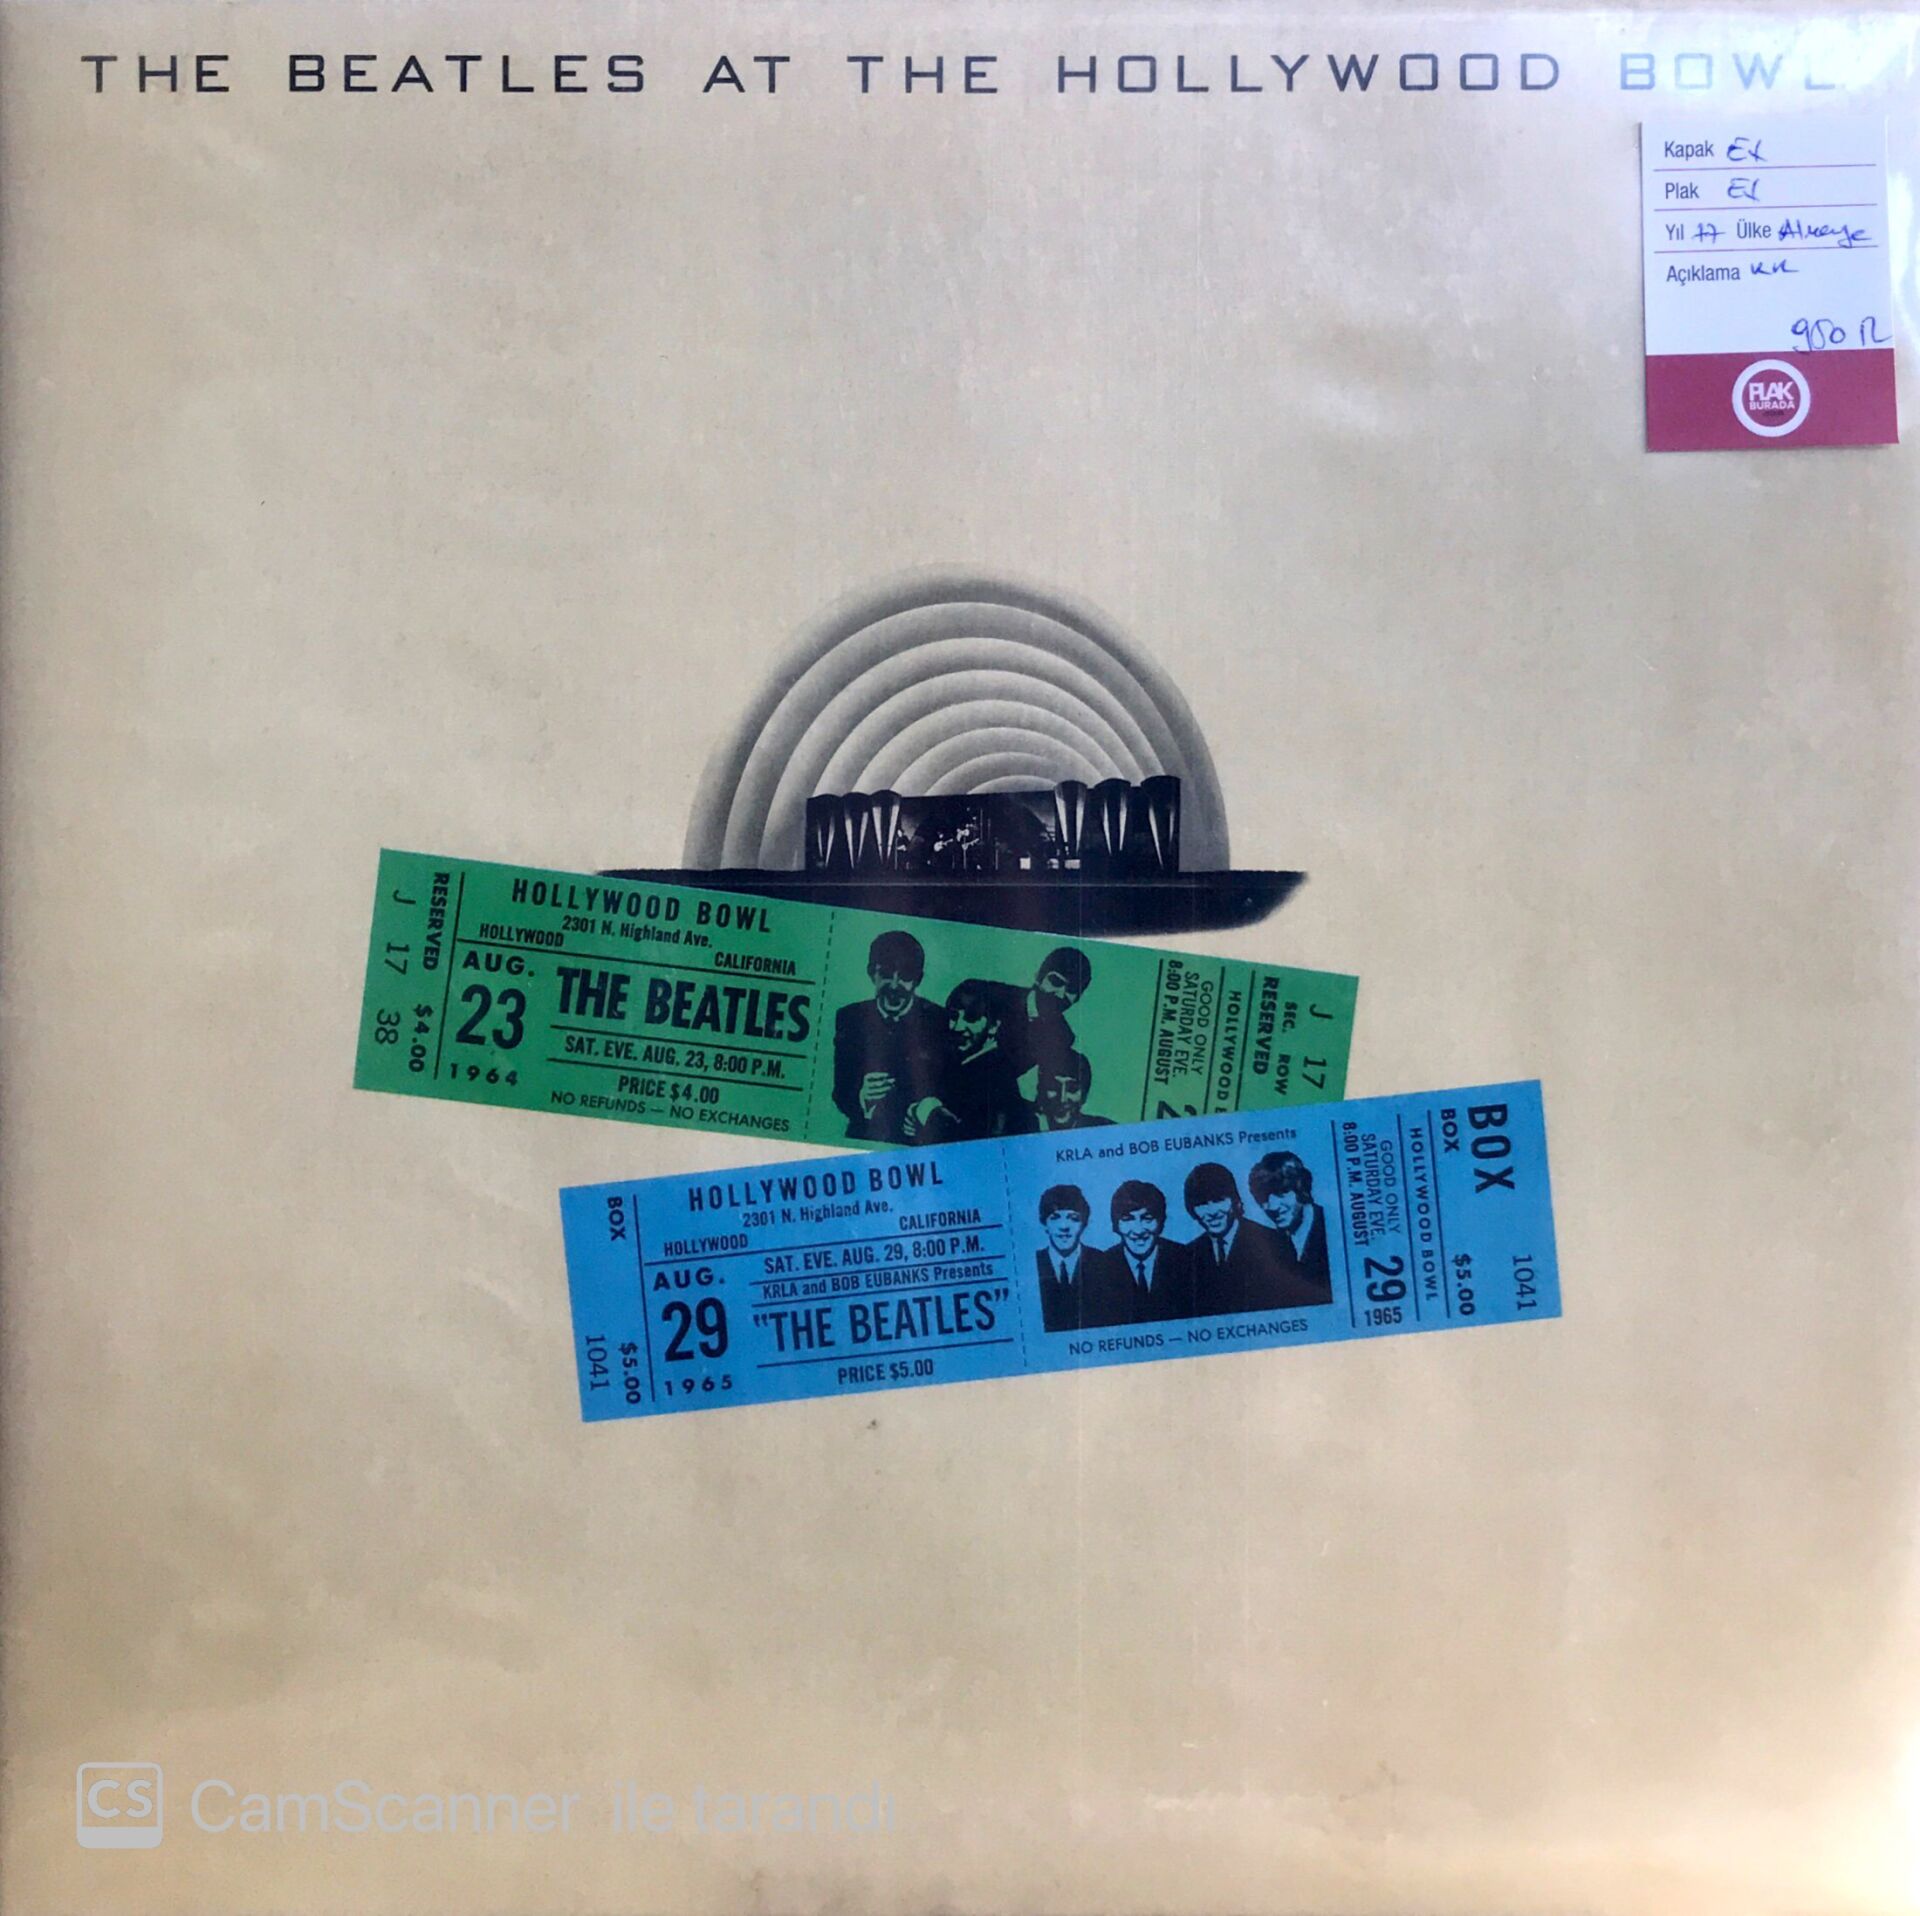 THE BEATLES AT THE HOLLYWOOD BOWL
Kapak EX
Plak EX
Yıl 77 Ülke Almanya
Açıklama
950 TL
PLAK
BURADA
RESERVED $4.00
J 17 38
HOLLYWOOD BOWL
2301 N. Highland Ave.
HOLLYWOOD CALIFORNIA
AUG.
23
1964
THE BEATLES
SAT. EVE. AUG. 23, 8:00 P.M.
PRICE $4.00
NO REFUNDS — NO EXCHANGES
GOOD ONLY
SATURDAY EVE.
8:00 P.M. AUGUST
HOLLYWOOD
RESERVED
SEC. ROW
J 17
BOX $5.00
1041
HOLLYWOOD BOWL
2301 N. Highland Ave.
HOLLYWOOD CALIFORNIA
AUG.
29
1965
SAT. EVE. AUG. 29, 8:00 P.M.
KRLA and BOB EUBANKS Presents
"THE BEATLES"
PRICE $5.00
KRLA and BOB EUBANKS Presents
NO REFUNDS — NO EXCHANGES
GOOD ONLY
SATURDAY EVE.
8:00 P.M. AUGUST
29
1965
HOLLYWOOD BOWL
BOX $5.00
BOX 1041
CS CamScanner ile tarandı